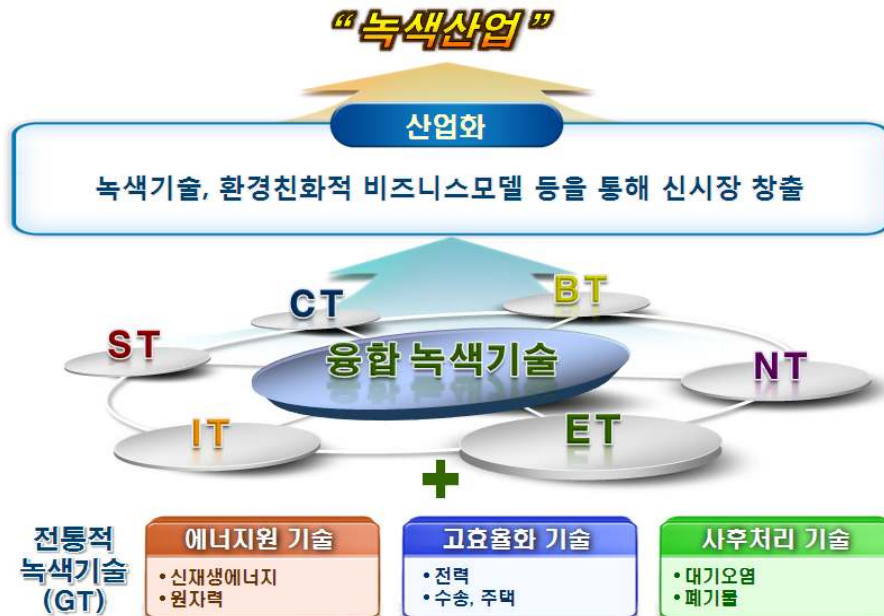 “녹색산업”
산업화
녹색기술, 환경친화적 비즈니스모델 등을 통해 신시장 창출
CT
BT
ST
융합 녹색기술
NT
IT
ET
+
전통적
녹색기술
(GT)
에너지원 기술
• 신재생에너지
• 원자력
고효율화 기술
• 전력
• 수송, 주택
사후처리 기술
• 대기오염
• 폐기물